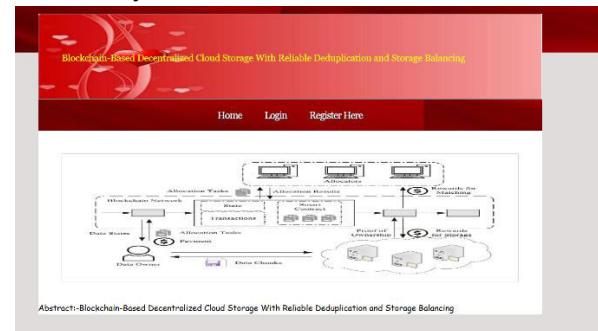 Blockchain-Based Decentralized Cloud Storage With Reliable Deduplication and Storage Balancing
Home Login Register Here
Allocators
Allocation Tasks Allocation Results Rewards for Matching
Blockchain Network
State
Smart Contract
Transactions
Data States
Allocation Tasks
Payment
Proof of Ownership
Rewards for Storage
Data Owner
Data Chunks
Abstract:-Blockchain-Based Decentralized Cloud Storage With Reliable Deduplication and Storage Balancing